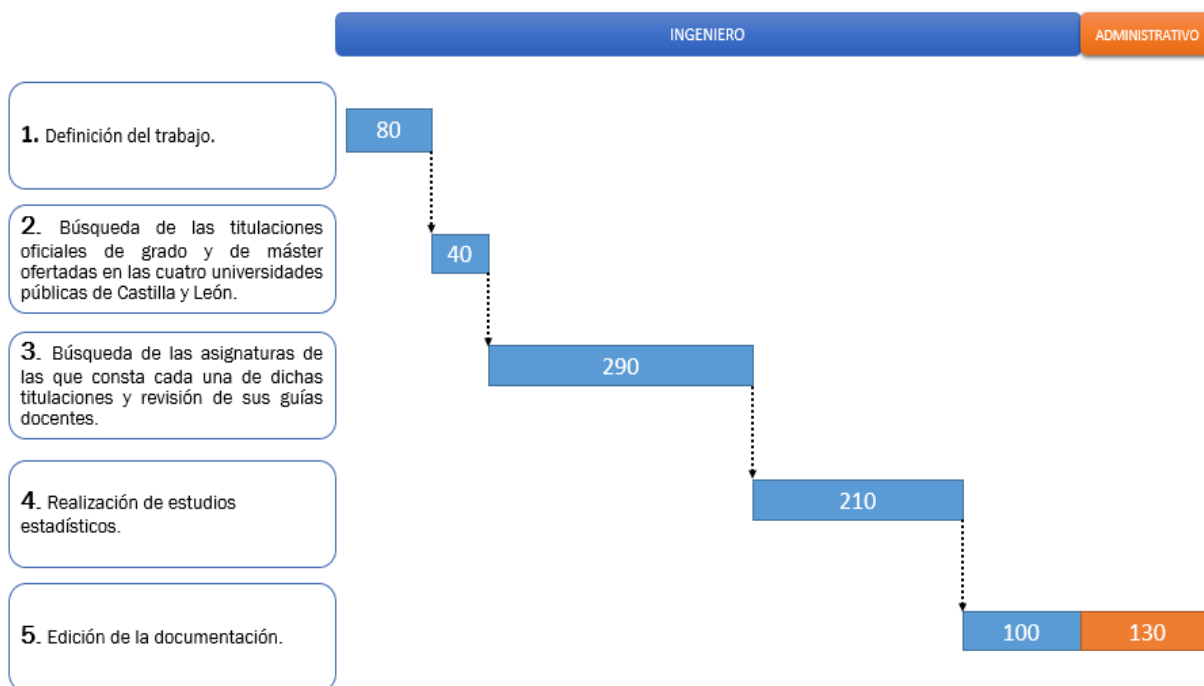 INGENIERO
ADMINISTRATIVO
1. Definición del trabajo.
80
2. Búsqueda de las titulaciones
oficiales de grado y de máster
ofertadas en las cuatro universidades
públicas de Castilla y León.
40
3. Búsqueda de las asignaturas de
las que consta cada una de dichas
titulaciones y revisión de sus guías
docentes.
290
4. Realización de estudios
estadísticos.
210
5. Edición de la documentación.
100
130